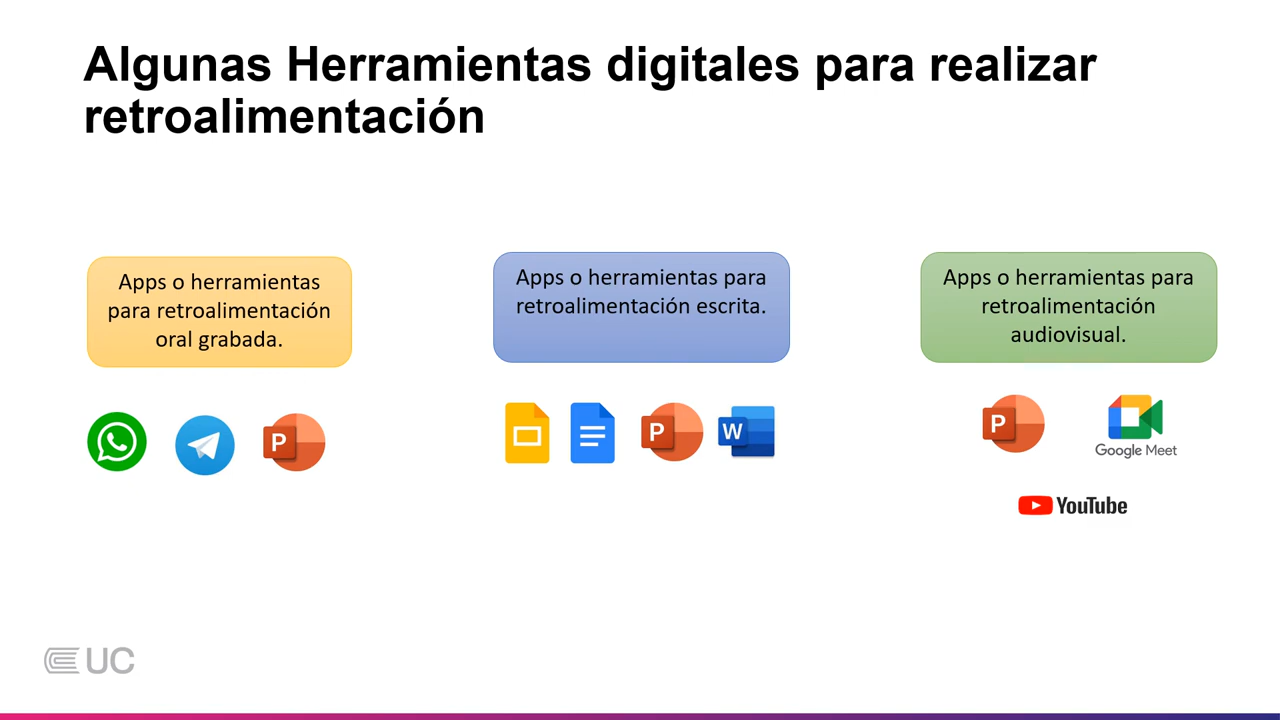 Algunas Herramientas digitales para realizar
retroalimentación
Apps o herramientas
para retroalimentación
oral grabada.
Apps o herramientas para
retroalimentación escrita.
Apps o herramientas para
retroalimentación
audiovisual.
P
P
W
P
Google Meet
YouTube
UC